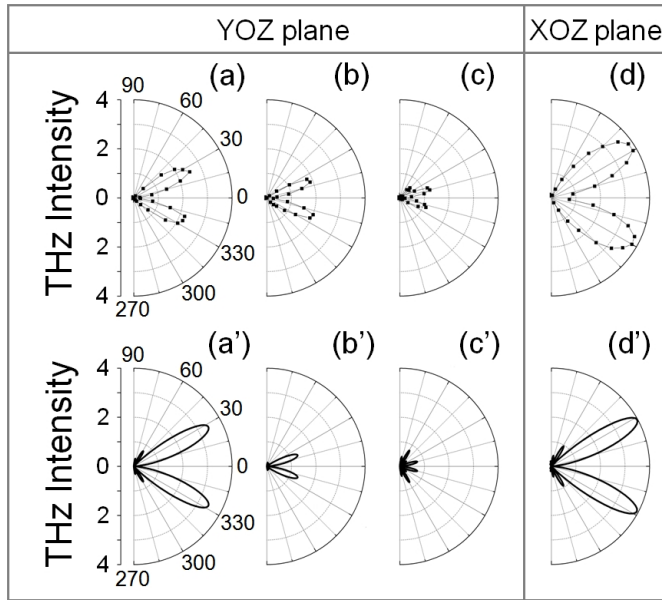 YOZ plane
XOZ plane
(a)
(b)
(c)
(d)
THz Intensity
4
2
0
2
4
90
60
30
0
330
300
270
(a’)
(b’)
(c’)
(d’)
THz Intensity
4
2
0
2
4
90
60
30
0
330
300
270